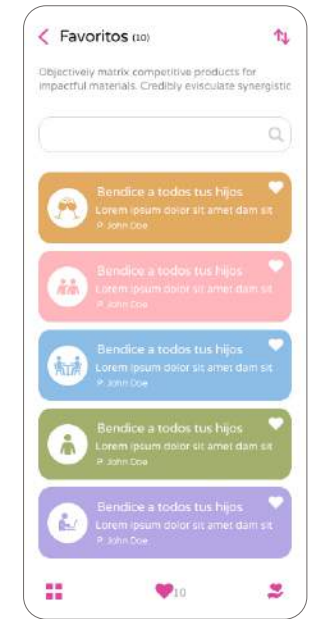 Favoritos (10)
Objectively matrix competitive products for
impactful materials. Credibly evisculate synergistic
Bendice a todos tus hijos
Lorem ipsum dolor sit amet dam sit
P. John Doe
Bendice a todos tus hijos
Lorem ipsum dolor sit amet dam sit
P. John Doe
Bendice a todos tus hijos
Lorem ipsum dolor sit amet dam sit
P. John Doe
Bendice a todos tus hijos
Lorem ipsum dolor sit amet dam sit
P. John Doe
Bendice a todos tus hijos
Lorem ipsum dolor sit amet dam sit
P. John Doe
10